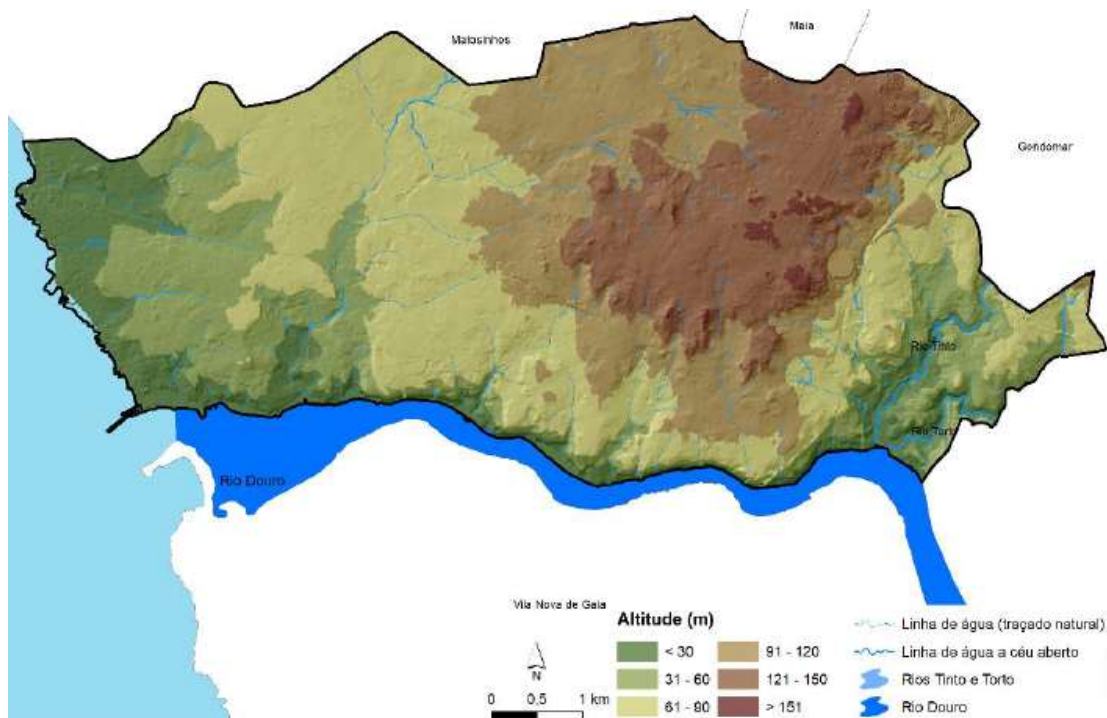 Matosinhos
Maia
Gondomar
Rio Tinto
Rio Torto
Rio Douro
Vila Nova de Gaia
Altitude (m)
< 30
31 - 60
61 - 90
91 - 120
121 - 150
> 151
Linha de água (traçado natural)
Linha de água a céu aberto
Rios Tinto e Torto
Rio Douro
N
0 0,5 1 km